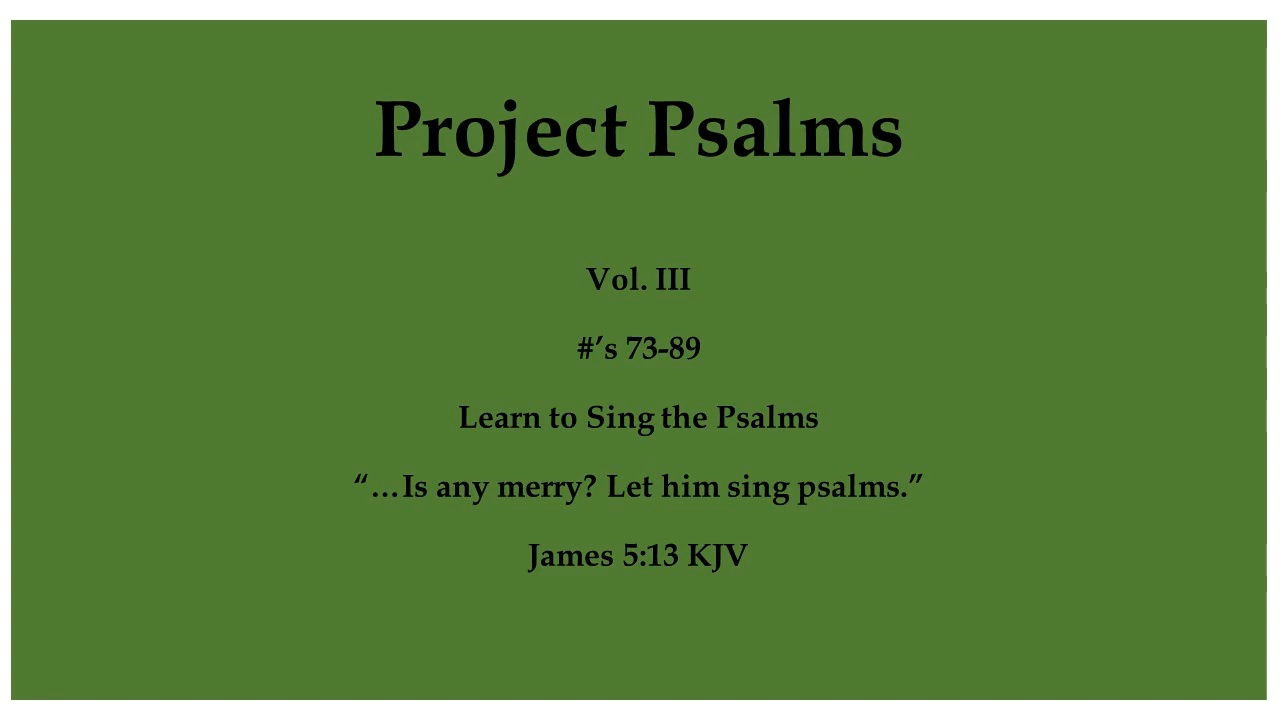 Project Psalms
Vol. III
#’s 73-89
Learn to Sing the Psalms
“…Is any merry? Let him sing psalms.”
James 5:13 KJV